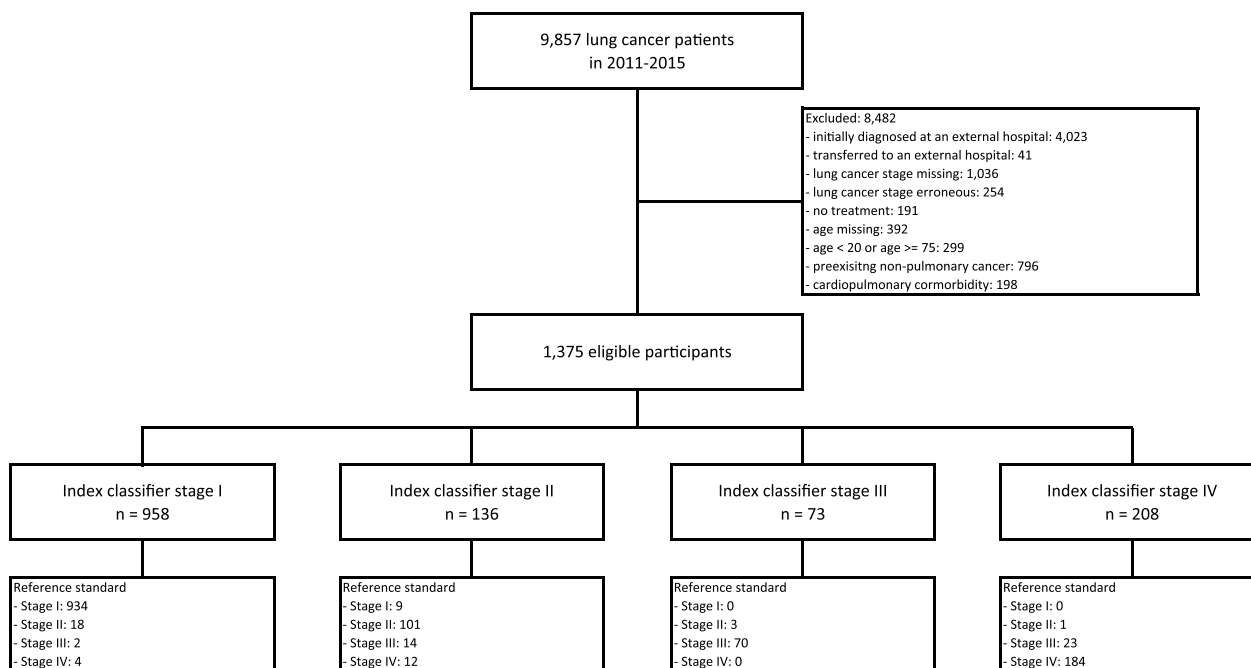 9,857 lung cancer patients
in 2011-2015
Excluded: 8,482
- initially diagnosed at an external hospital: 4,023
- transferred to an external hospital: 41
- lung cancer stage missing: 1,036
- lung cancer stage erroneous: 254
- no treatment: 191
- age missing: 392
- age < 20 or age >= 75: 299
- preexisitng non-pulmonary cancer: 796
- cardiopulmonary cormorbidity: 198
1,375 eligible participants
Index classifier stage I
n = 958
Index classifier stage II
n = 136
Index classifier stage III
n = 73
Index classifier stage IV
n = 208
Reference standard
- Stage I: 934
- Stage II: 18
- Stage III: 2
- Stage IV: 4
Reference standard
- Stage I: 9
- Stage II: 101
- Stage III: 14
- Stage IV: 12
Reference standard
- Stage I: 0
- Stage II: 3
- Stage III: 70
- Stage IV: 0
Reference standard
- Stage I: 0
- Stage II: 1
- Stage III: 23
- Stage IV: 184